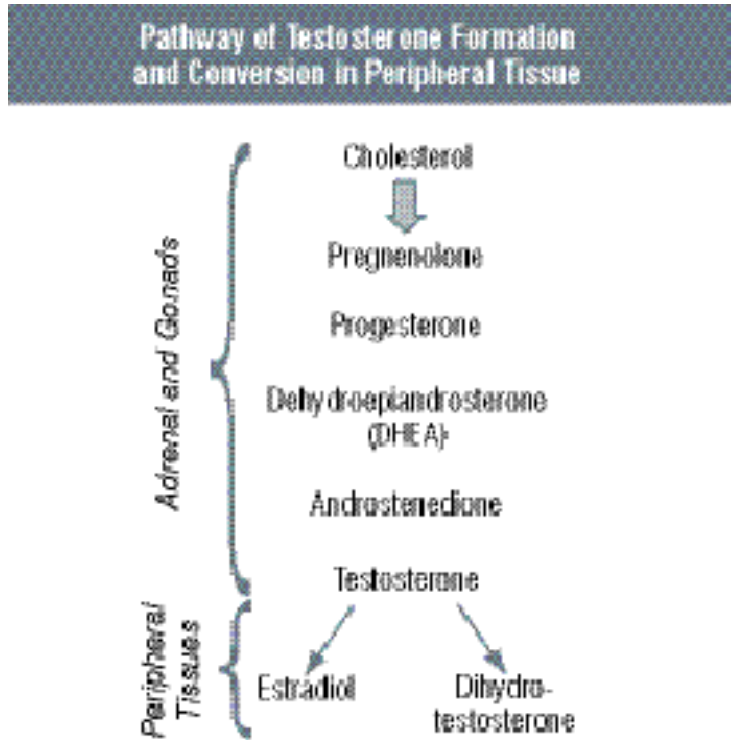 Pathway of Testosterone Formation
and Conversion in Peripheral Tissue
Adrenal and Gonads
Cholesterol
Pregnenolone
Progesterone
Dehydroepiandrosterone
(DHEA)
Androstenedione
Testosterone
Peripheral
Tissues
Estradiol
Dihydro-
testosterone